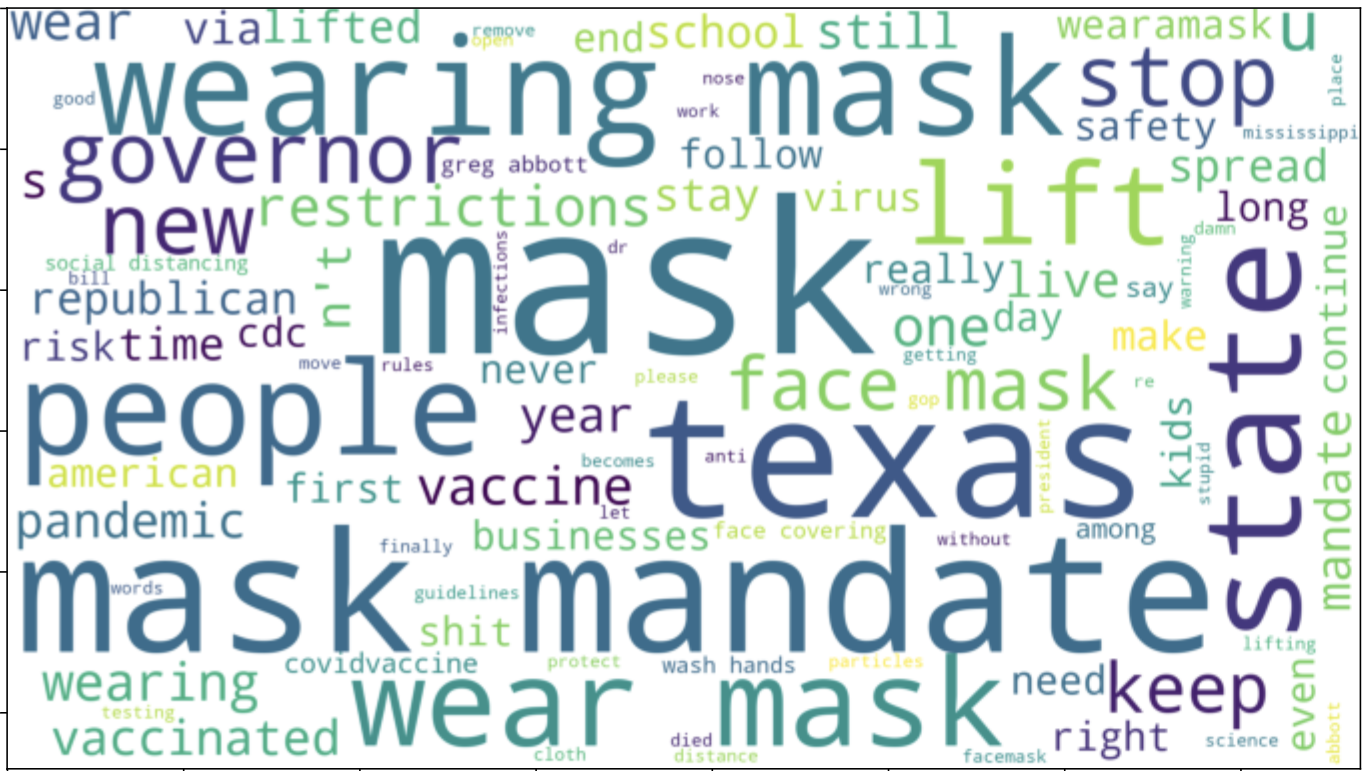 wear via lifted remove open end school still wearamask u
good wearing mask nose work stop place
safety mississippi
s governor greg abbott follow spread
new restrictions stay virus lift long
social distancing n't infections dr damn
bill republican mask really wrong live say warning
risk time cdc one day make state mandate continue
move rules never getting
people please face mask gop re
year texas kids
american becomes anti president stupid
first vaccine let
pandemic finally businesses face covering without among
mask mandate
words guidelines
shit lifting
wearing covidvaccine protect wash hands particles need keep even
testing wear mask
vaccinated died right science abbott
cloth distance facemask